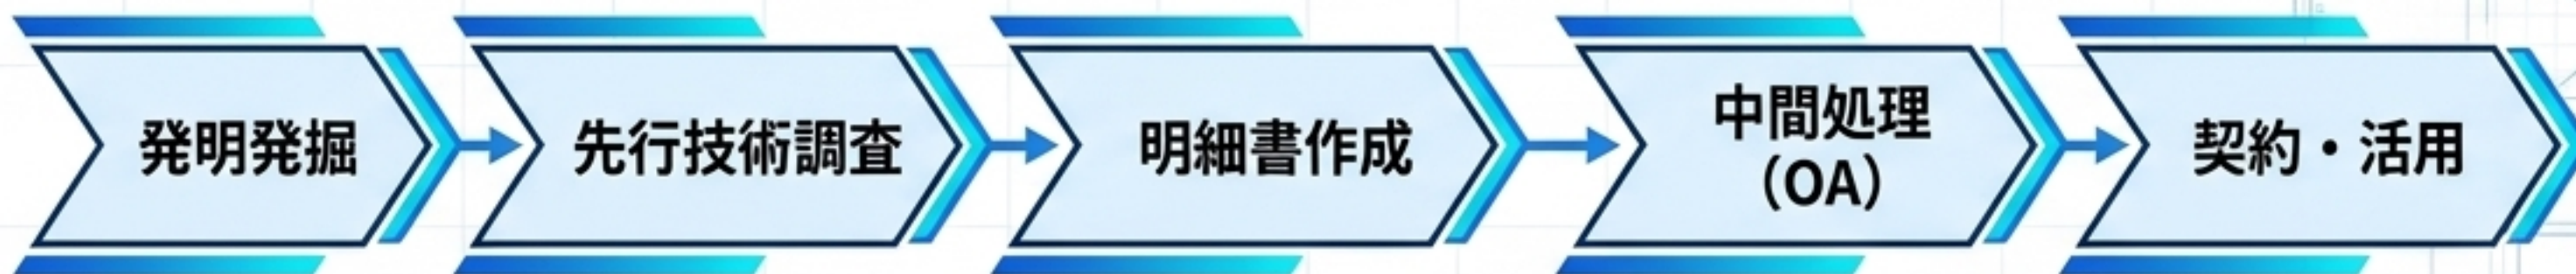 発明発掘
先行技術調査
明細書作成
中間処理
（OA）
契約・活用